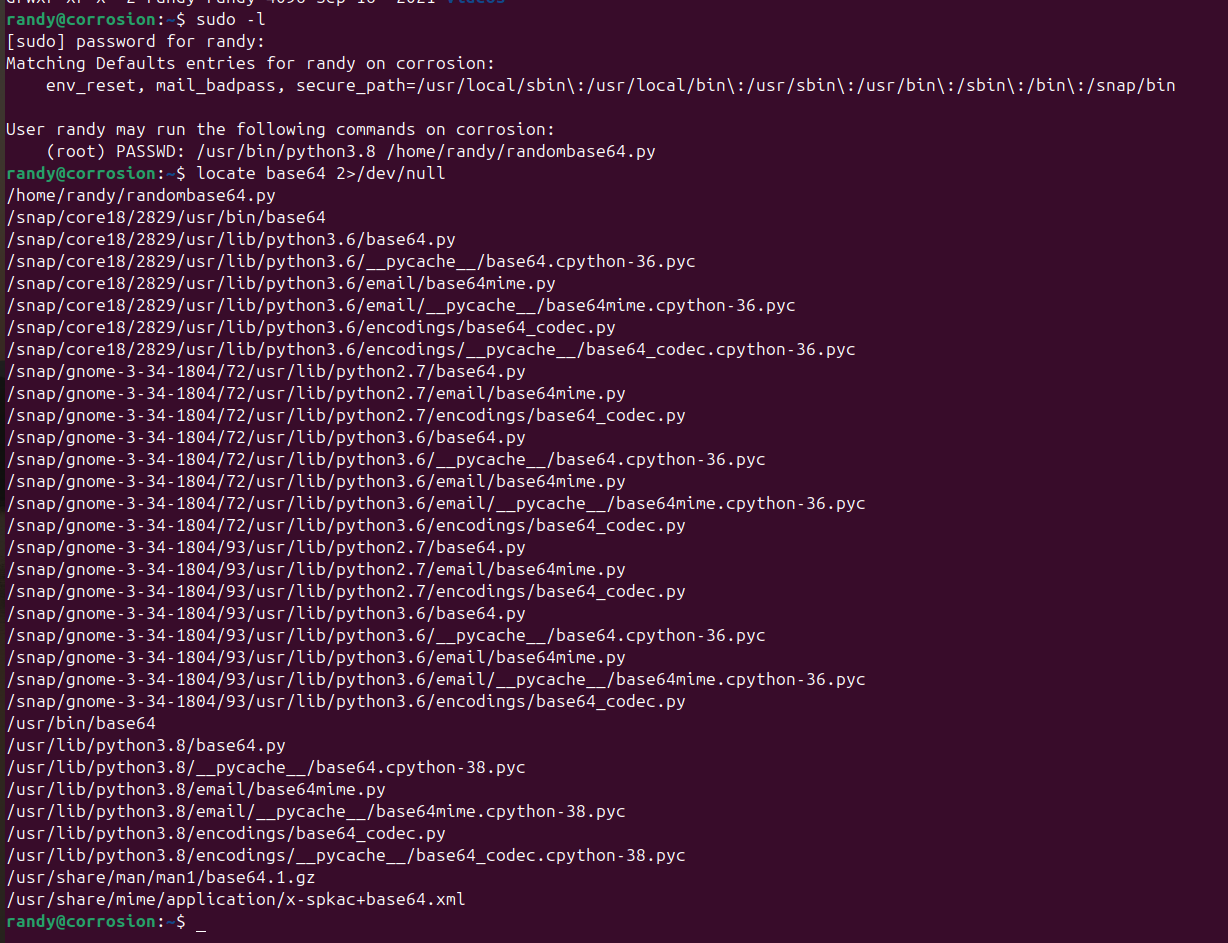 randy@corrosion:~$ sudo -l
[sudo] password for randy:
Matching Defaults entries for randy on corrosion:
    env_reset, mail_badpass, secure_path=/usr/local/sbin\:/usr/local/bin\:/usr/sbin\:/usr/bin\:/sbin\:/bin\:/snap/bin

User randy may run the following commands on corrosion:
    (root) PASSWD: /usr/bin/python3.8 /home/randy/randombase64.py
randy@corrosion:~$ locate base64 2>/dev/null
/home/randy/randombase64.py
/snap/core18/2829/usr/bin/base64
/snap/core18/2829/usr/lib/python3.6/base64.py
/snap/core18/2829/usr/lib/python3.6/__pycache__/base64.cpython-36.pyc
/snap/core18/2829/usr/lib/python3.6/email/base64mime.py
/snap/core18/2829/usr/lib/python3.6/email/__pycache__/base64mime.cpython-36.pyc
/snap/core18/2829/usr/lib/python3.6/encodings/base64_codec.py
/snap/core18/2829/usr/lib/python3.6/encodings/__pycache__/base64_codec.cpython-36.pyc
/snap/gnome-3-34-1804/72/usr/lib/python2.7/base64.py
/snap/gnome-3-34-1804/72/usr/lib/python2.7/email/base64mime.py
/snap/gnome-3-34-1804/72/usr/lib/python2.7/encodings/base64_codec.py
/snap/gnome-3-34-1804/72/usr/lib/python3.6/base64.py
/snap/gnome-3-34-1804/72/usr/lib/python3.6/__pycache__/base64.cpython-36.pyc
/snap/gnome-3-34-1804/72/usr/lib/python3.6/email/base64mime.py
/snap/gnome-3-34-1804/72/usr/lib/python3.6/email/__pycache__/base64mime.cpython-36.pyc
/snap/gnome-3-34-1804/72/usr/lib/python3.6/encodings/base64_codec.py
/snap/gnome-3-34-1804/93/usr/lib/python2.7/base64.py
/snap/gnome-3-34-1804/93/usr/lib/python2.7/email/base64mime.py
/snap/gnome-3-34-1804/93/usr/lib/python2.7/encodings/base64_codec.py
/snap/gnome-3-34-1804/93/usr/lib/python3.6/base64.py
/snap/gnome-3-34-1804/93/usr/lib/python3.6/__pycache__/base64.cpython-36.pyc
/snap/gnome-3-34-1804/93/usr/lib/python3.6/email/base64mime.py
/snap/gnome-3-34-1804/93/usr/lib/python3.6/email/__pycache__/base64mime.cpython-36.pyc
/snap/gnome-3-34-1804/93/usr/lib/python3.6/encodings/base64_codec.py
/usr/bin/base64
/usr/lib/python3.8/base64.py
/usr/lib/python3.8/__pycache__/base64.cpython-38.pyc
/usr/lib/python3.8/email/base64mime.py
/usr/lib/python3.8/email/__pycache__/base64mime.cpython-38.pyc
/usr/lib/python3.8/encodings/base64_codec.py
/usr/lib/python3.8/encodings/__pycache__/base64_codec.cpython-38.pyc
/usr/share/man/man1/base64.1.gz
/usr/share/mime/application/x-spkac+base64.xml
randy@corrosion:~$ _